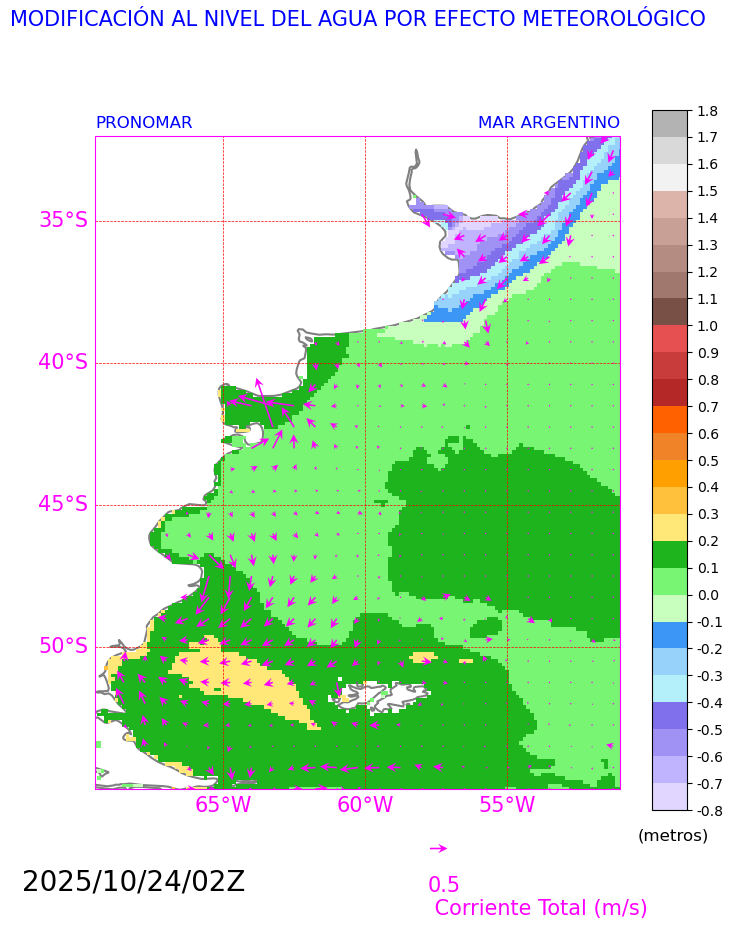 MODIFICACIÓN AL NIVEL DEL AGUA POR EFECTO METEOROLÓGICO
PRONOMAR
MAR ARGENTINO
1.8
1.7
1.6
1.5
1.4
1.3
1.2
1.1
1.0
0.9
0.8
0.7
0.6
0.5
0.4
0.3
0.2
0.1
0.0
-0.1
-0.2
-0.3
-0.4
-0.5
-0.6
-0.7
-0.8
(metros)
35°S
40°S
45°S
50°S
65°W 60°W 55°W
2025/10/24/02Z
0.5
Corriente Total (m/s)